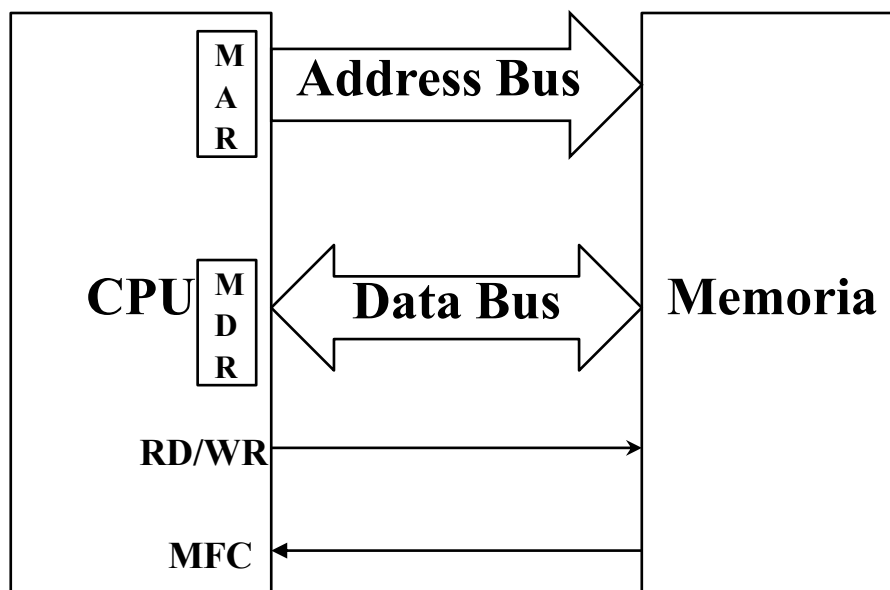 M
A
R
Address Bus
CPU
M
D
R
Data Bus
Memoria
RD/WR
MFC